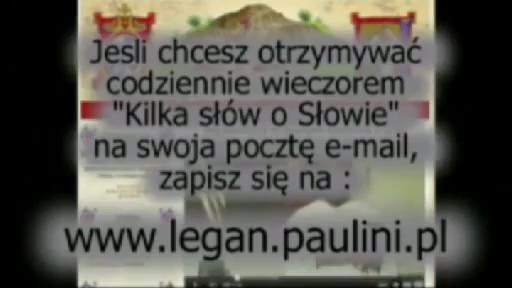 Jesli chcesz otrzymywać
codziennie wieczorem
"Kilka słów o Słowie"
na swoja pocztę e-mail,
zapisz się na :
www.legan.paulini.pl